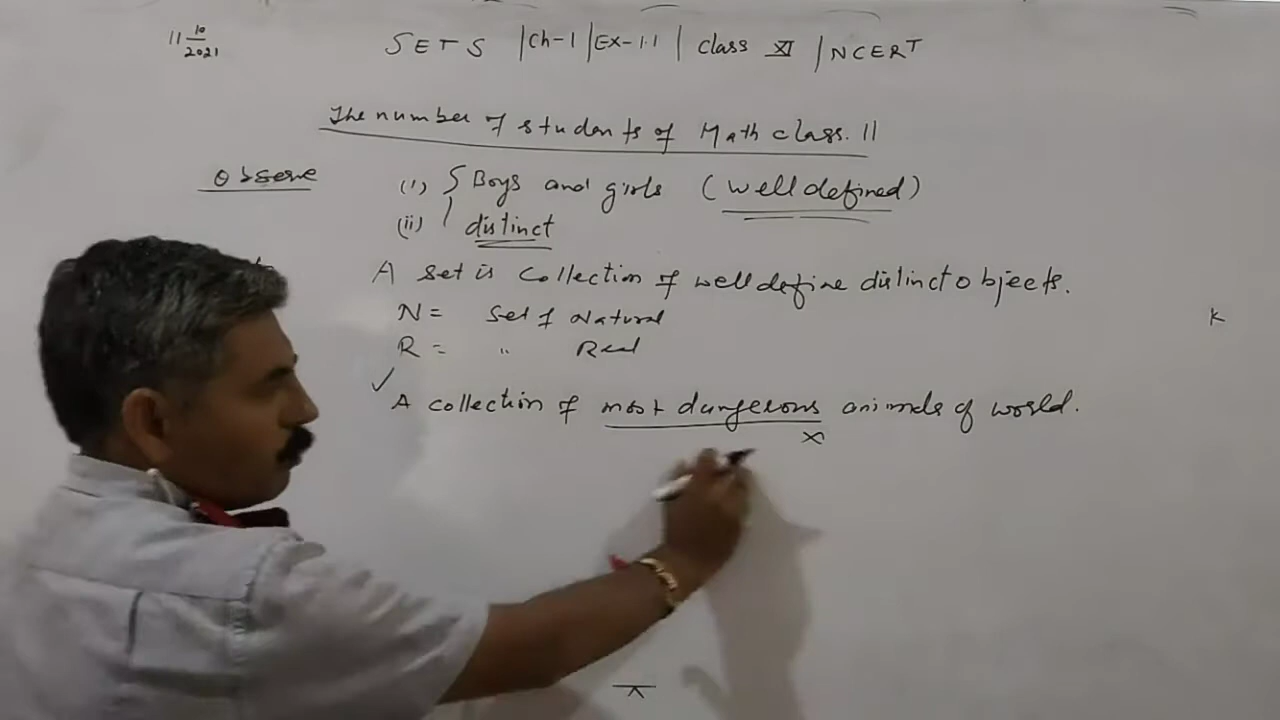 11 10/2021
SETS |Ch-1|Ex-1.1| Class XI |NCERT
The number of students of Math class.11
Observe
(i) Boys and girls (well defined)
(ii) distinct
A set is collection of well define distinct objects.
N = Set of Natural
R = " Real
✓ A collection of most dangerous animals of world.
×
K